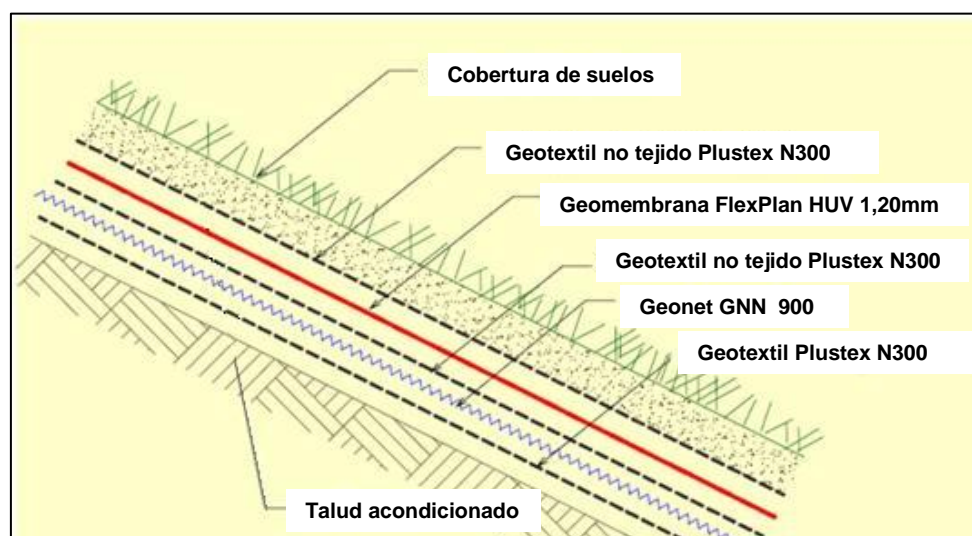 Cobertura de suelos
Geotextil no tejido Plustex N300
Geomembrana FlexPlan HUV 1,20mm
Geotextil no tejido Plustex N300
Geonet GNN 900
Geotextil Plustex N300
Talud acondicionado